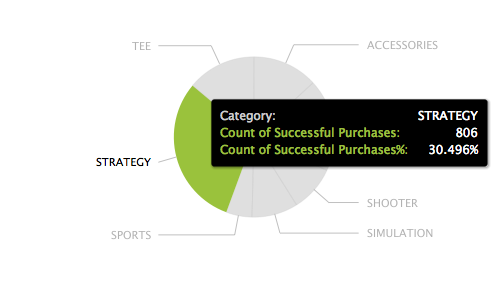 TEE
ACCESSORIES
Category: STRATEGY
Count of Successful Purchases: 806
Count of Successful Purchases%: 30.496%
STRATEGY
SHOOTER
SPORTS
SIMULATION